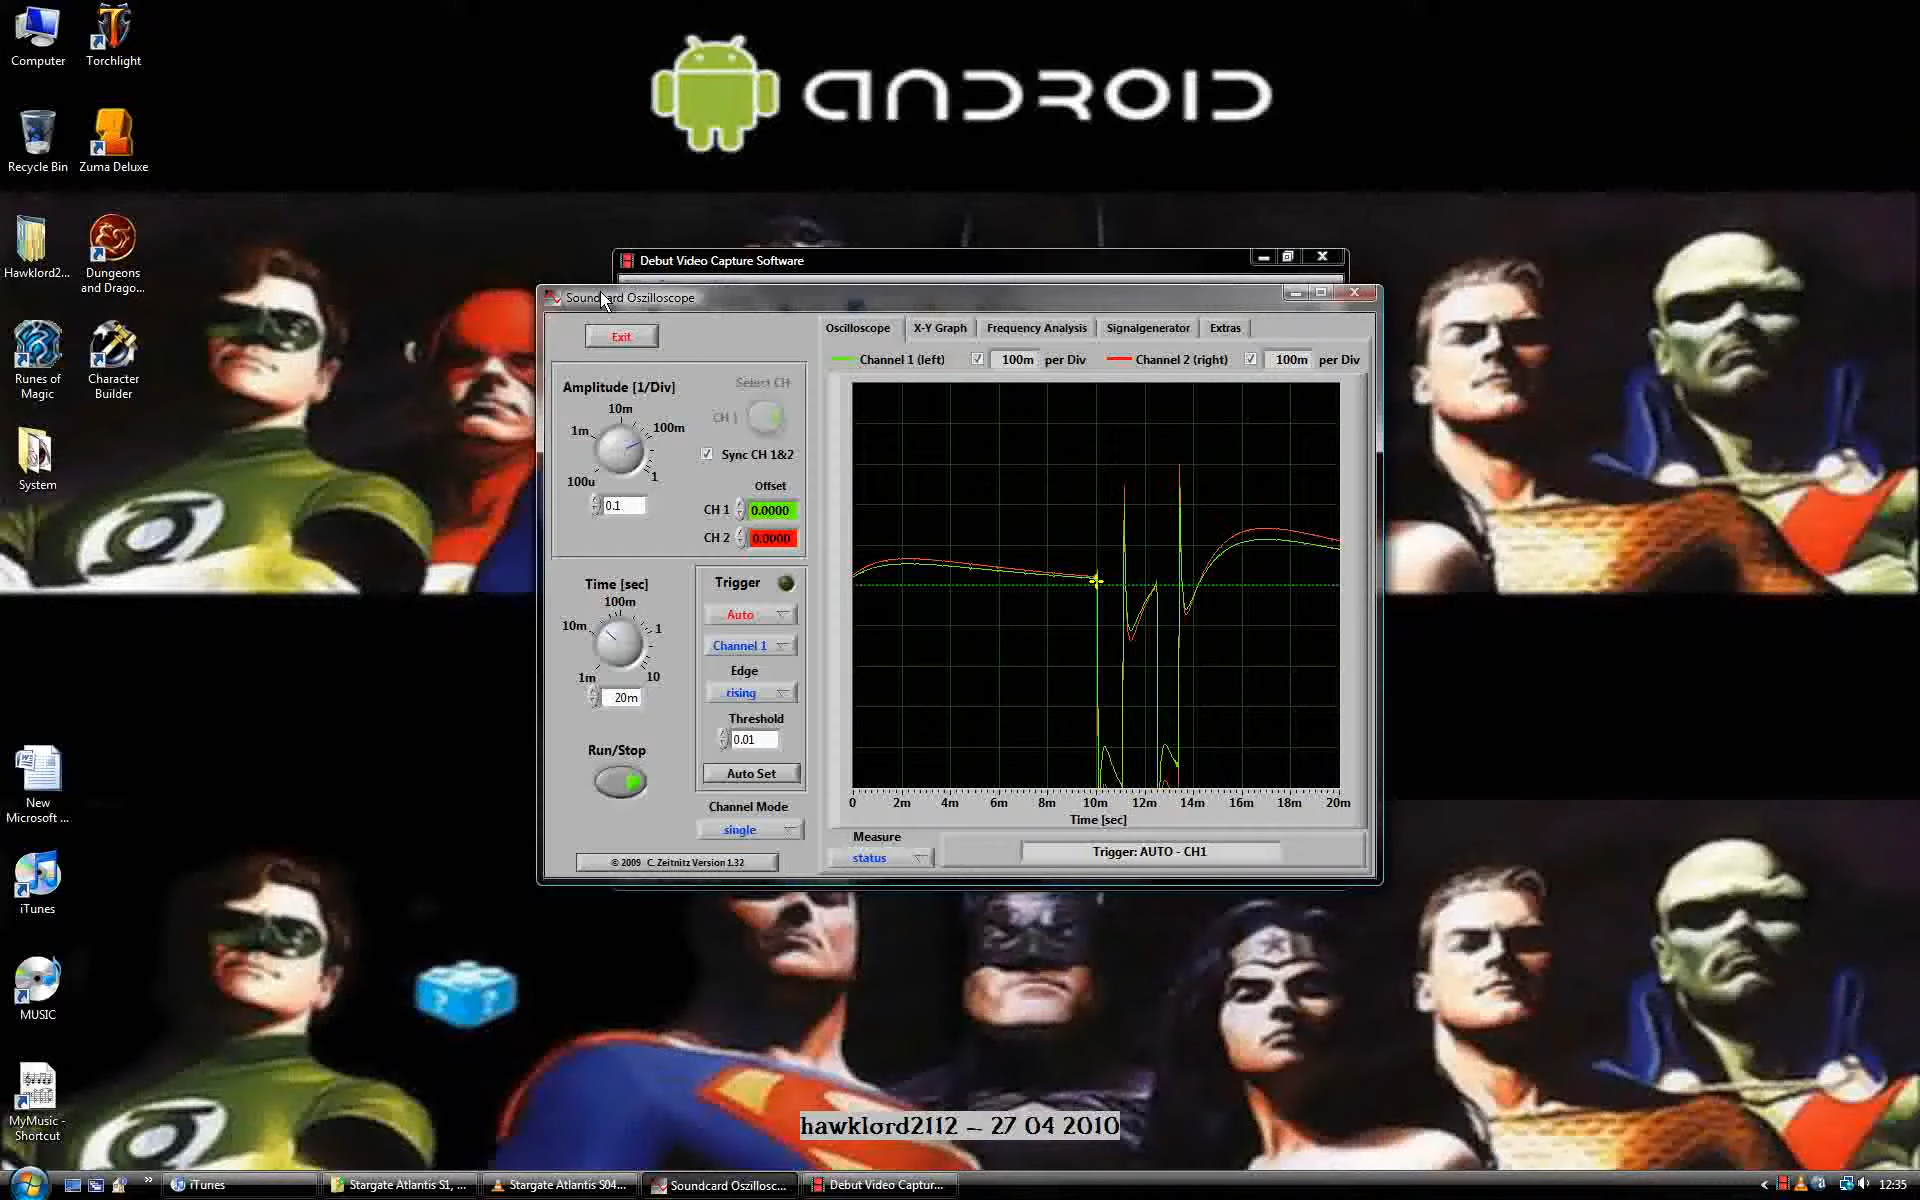 Computer
Torchlight
ANDROID
Recycle Bin
Zuma Deluxe
Hawklord2...
Dungeons
and Drago...
Debut Video Capture Software
Soundcard Oszilloscope
Exit
Oscilloscope
X-Y Graph
Frequency Analysis
Signalgenerator
Extras
Channel 1 (left)
100m
per Div
Channel 2 (right)
100m
per Div
Runes of
Magic
Character
Builder
Amplitude [1/Div]
Select CH
10m
1m
100m
CH 1
Sync CH 1&2
100u
1
0.1
Offset
CH 1
0.0000
CH 2
0.0000
System
Time [sec]
100m
10m
1
1m
10
20m
Trigger
Auto
Channel 1
Edge
rising
Threshold
0.01
Auto Set
Run/Stop
Channel Mode
single
© 2009 C. Zeitnitz Version 1.32
0 2m 4m 6m 8m 10m 12m 14m 16m 18m 20m
Time [sec]
Measure
status
Trigger: AUTO - CH1
New
Microsoft ...
iTunes
? ?
MUSIC
MyMusic -
Shortcut
hawklord2112 – 27 04 2010
»
iTunes
Stargate Atlantis S1, ...
Stargate Atlantis S04...
Soundcard Oszillosc...
Debut Video Captur...
12:35